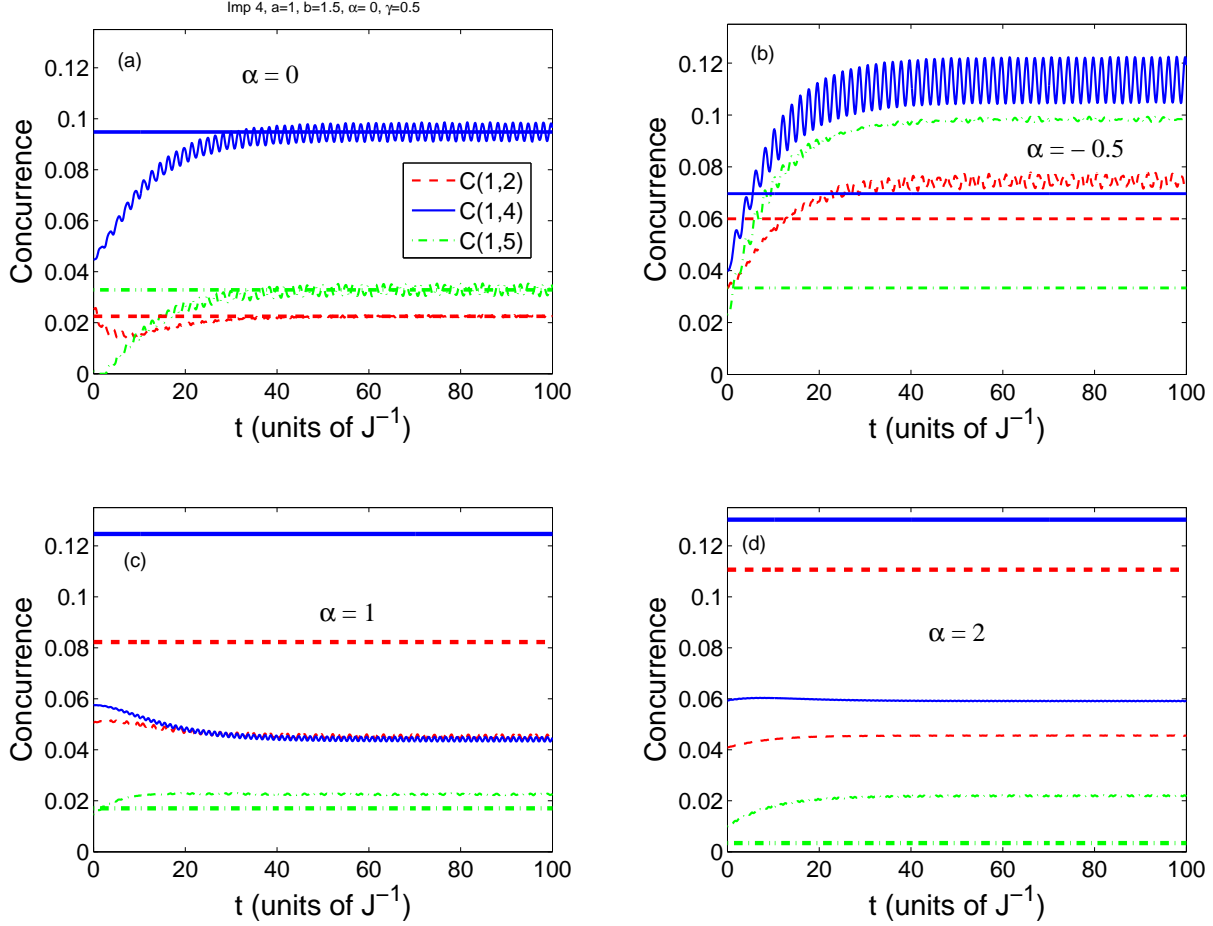 Imp 4, a=1, b=1.5, α= 0, γ=0.5
(a)
α = 0
C(1,2)
C(1,4)
C(1,5)
Concurrence
0.12
0.1
0.08
0.06
0.04
0.02
0
0 20 40 60 80 100
t (units of J⁻¹)
(b)
α = – 0.5
Concurrence
0.12
0.1
0.08
0.06
0.04
0.02
0
0 20 40 60 80 100
t (units of J⁻¹)
(c)
α = 1
Concurrence
0.12
0.1
0.08
0.06
0.04
0.02
0
0 20 40 60 80 100
t (units of J⁻¹)
(d)
α = 2
Concurrence
0.12
0.1
0.08
0.06
0.04
0.02
0
0 20 40 60 80 100
t (units of J⁻¹)